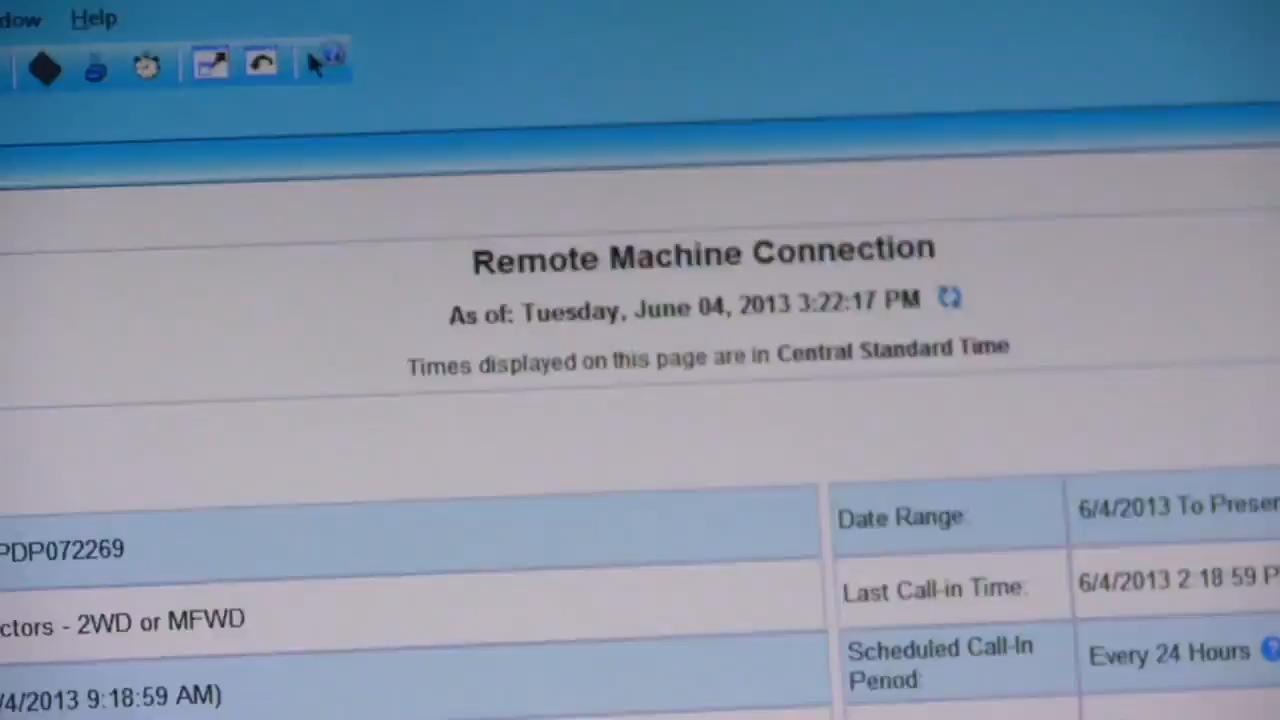 Help
Remote Machine Connection
As of: Tuesday, June 04, 2013 3:22:17 PM
Times displayed on this page are in Central Standard Time
PDP072269
Date Range:
6/4/2013 To Presen
ctors - 2WD or MFWD
Last Call-in Time:
6/4/2013 2:18:59 P
/4/2013 9:18:59 AM)
Scheduled Call-In
Period:
Every 24 Hours